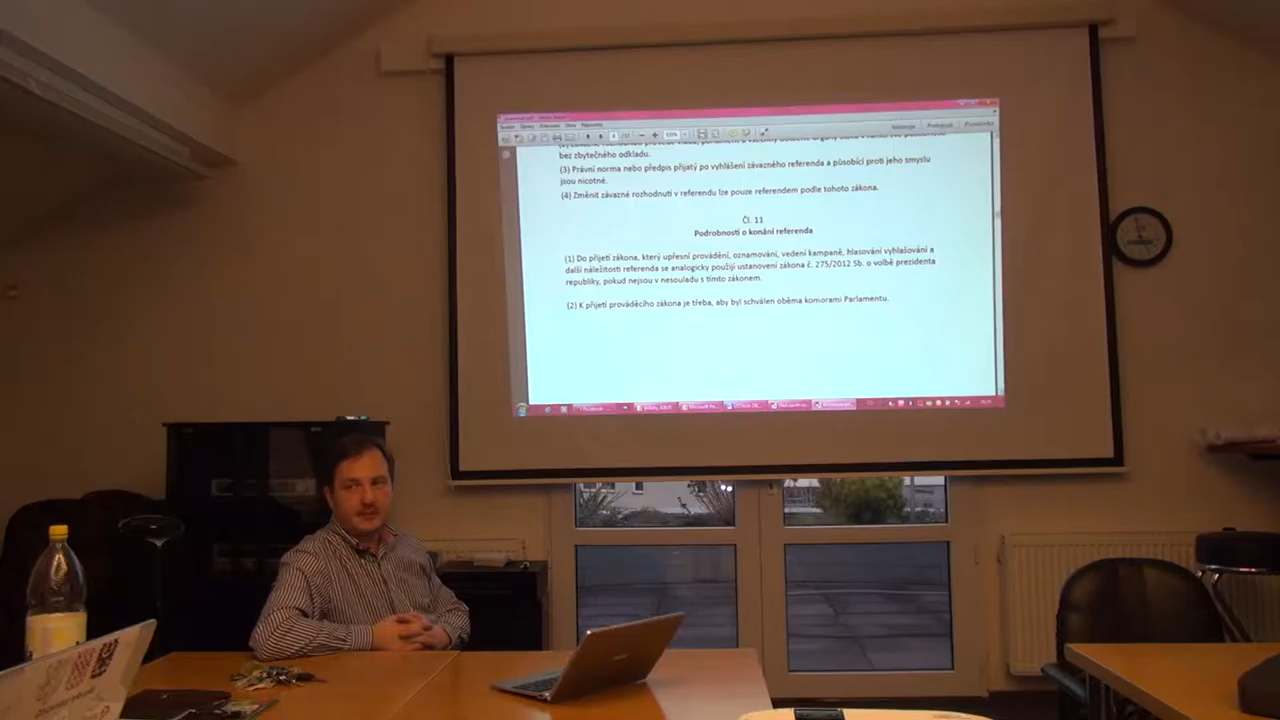 bez zbytečného odkladu.
(3) Právní norma nebo předpis přijatý po vyhlášení závazného referenda a působící proti jeho smyslu
jsou nicotné.
(4) Změnit závazné rozhodnutí v referendu lze pouze referendem podle tohoto zákona.
Čl. 11
Podrobnosti o konání referenda
(1) Do přijetí zákona, který upřesní provádění, oznamování, vedení kampaně, hlasování vyhlašování a
další náležitosti referenda se analogicky použijí ustanovení zákona č. 275/2012 Sb. o volbě prezidenta
republiky, pokud nejsou v nesouladu s tímto zákonem.
(2) K přijetí prováděcího zákona je třeba, aby byl schválen oběma komorami Parlamentu.